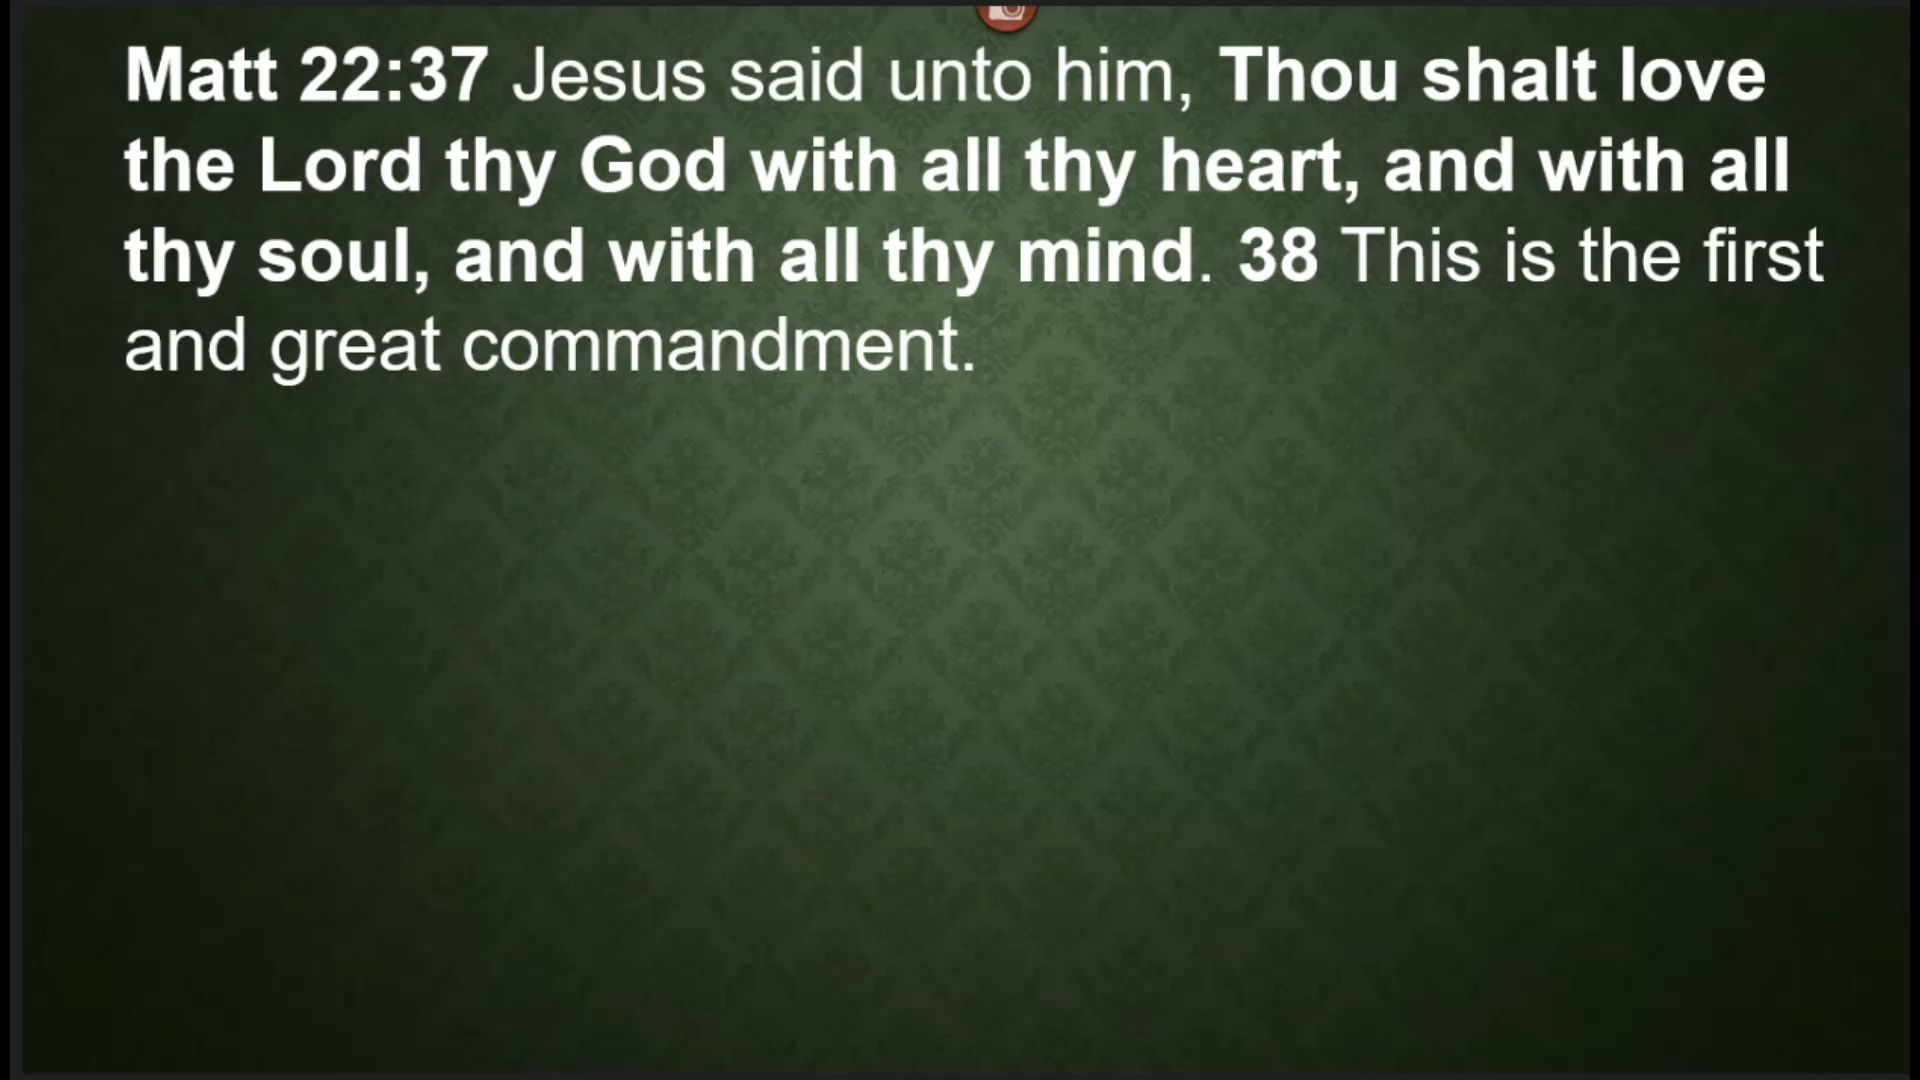 Matt 22:37 Jesus said unto him, Thou shalt love
the Lord thy God with all thy heart, and with all
thy soul, and with all thy mind. 38 This is the first
and great commandment.